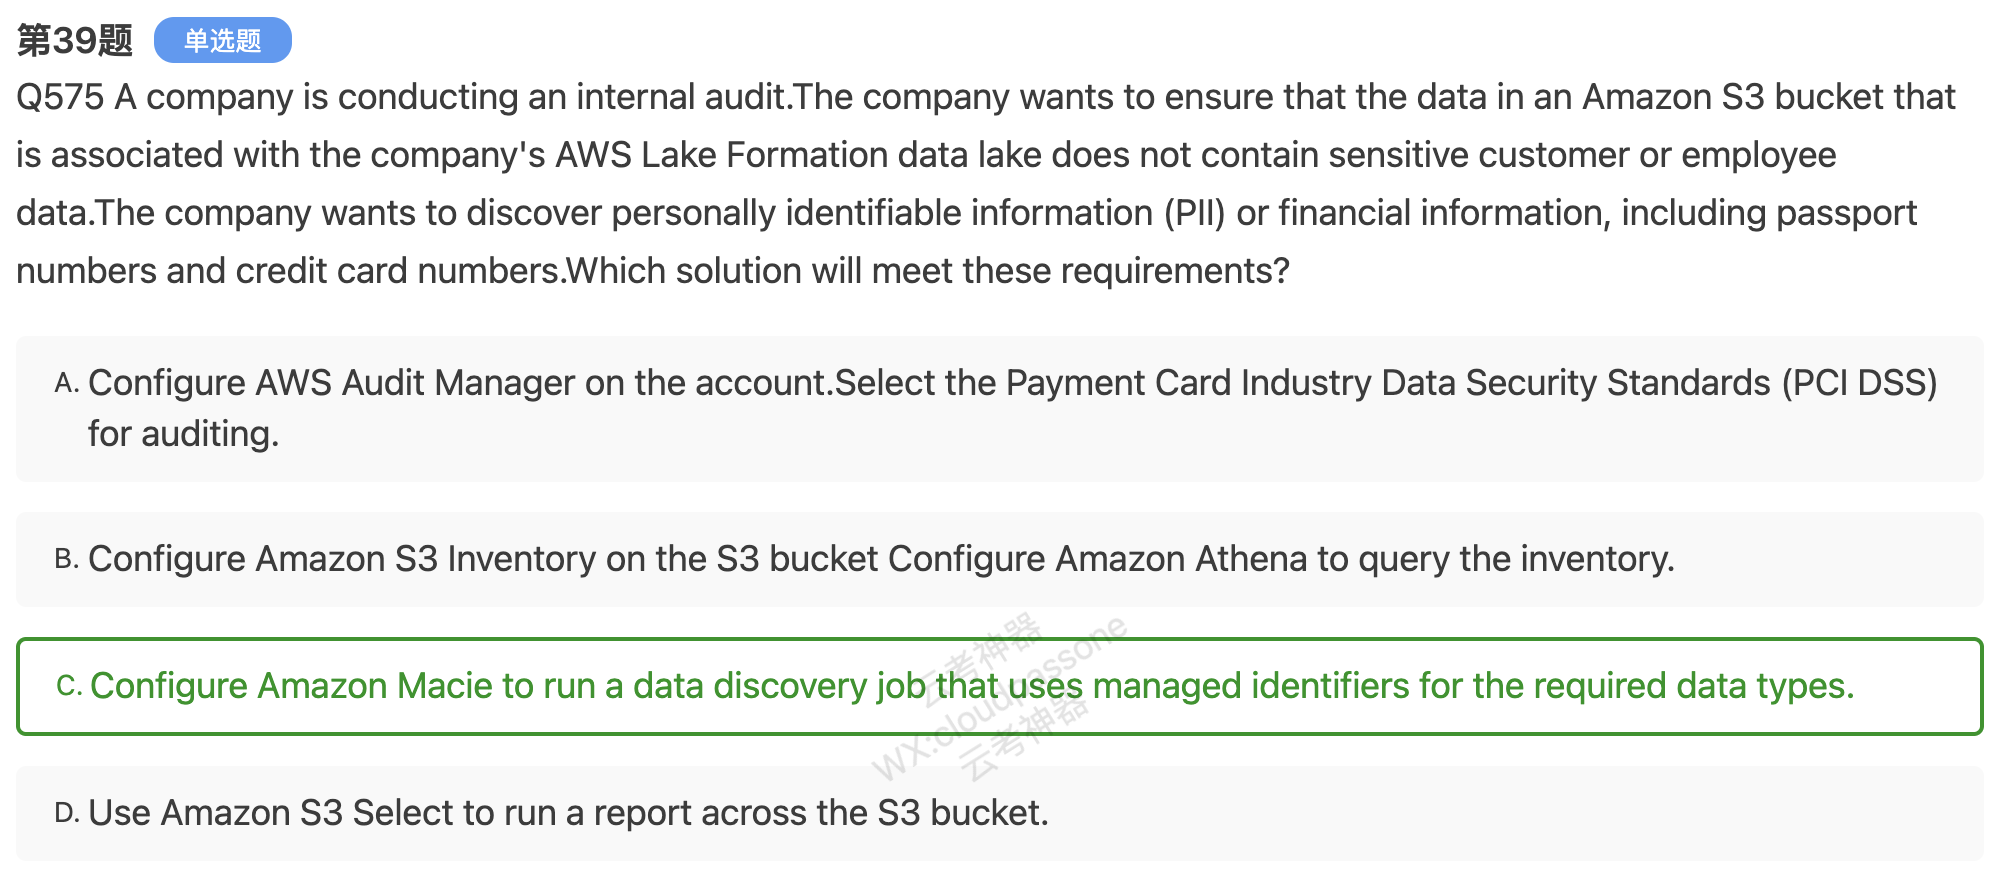 第39题 单选题
Q575 A company is conducting an internal audit.The company wants to ensure that the data in an Amazon S3 bucket that
is associated with the company's AWS Lake Formation data lake does not contain sensitive customer or employee
data.The company wants to discover personally identifiable information (PII) or financial information, including passport
numbers and credit card numbers.Which solution will meet these requirements?
A. Configure AWS Audit Manager on the account.Select the Payment Card Industry Data Security Standards (PCI DSS)
for auditing.
B. Configure Amazon S3 Inventory on the S3 bucket Configure Amazon Athena to query the inventory.
C. Configure Amazon Macie to run a data discovery job that uses managed identifiers for the required data types.
云考神器
WX:cloudpassone
云考神器
D. Use Amazon S3 Select to run a report across the S3 bucket.